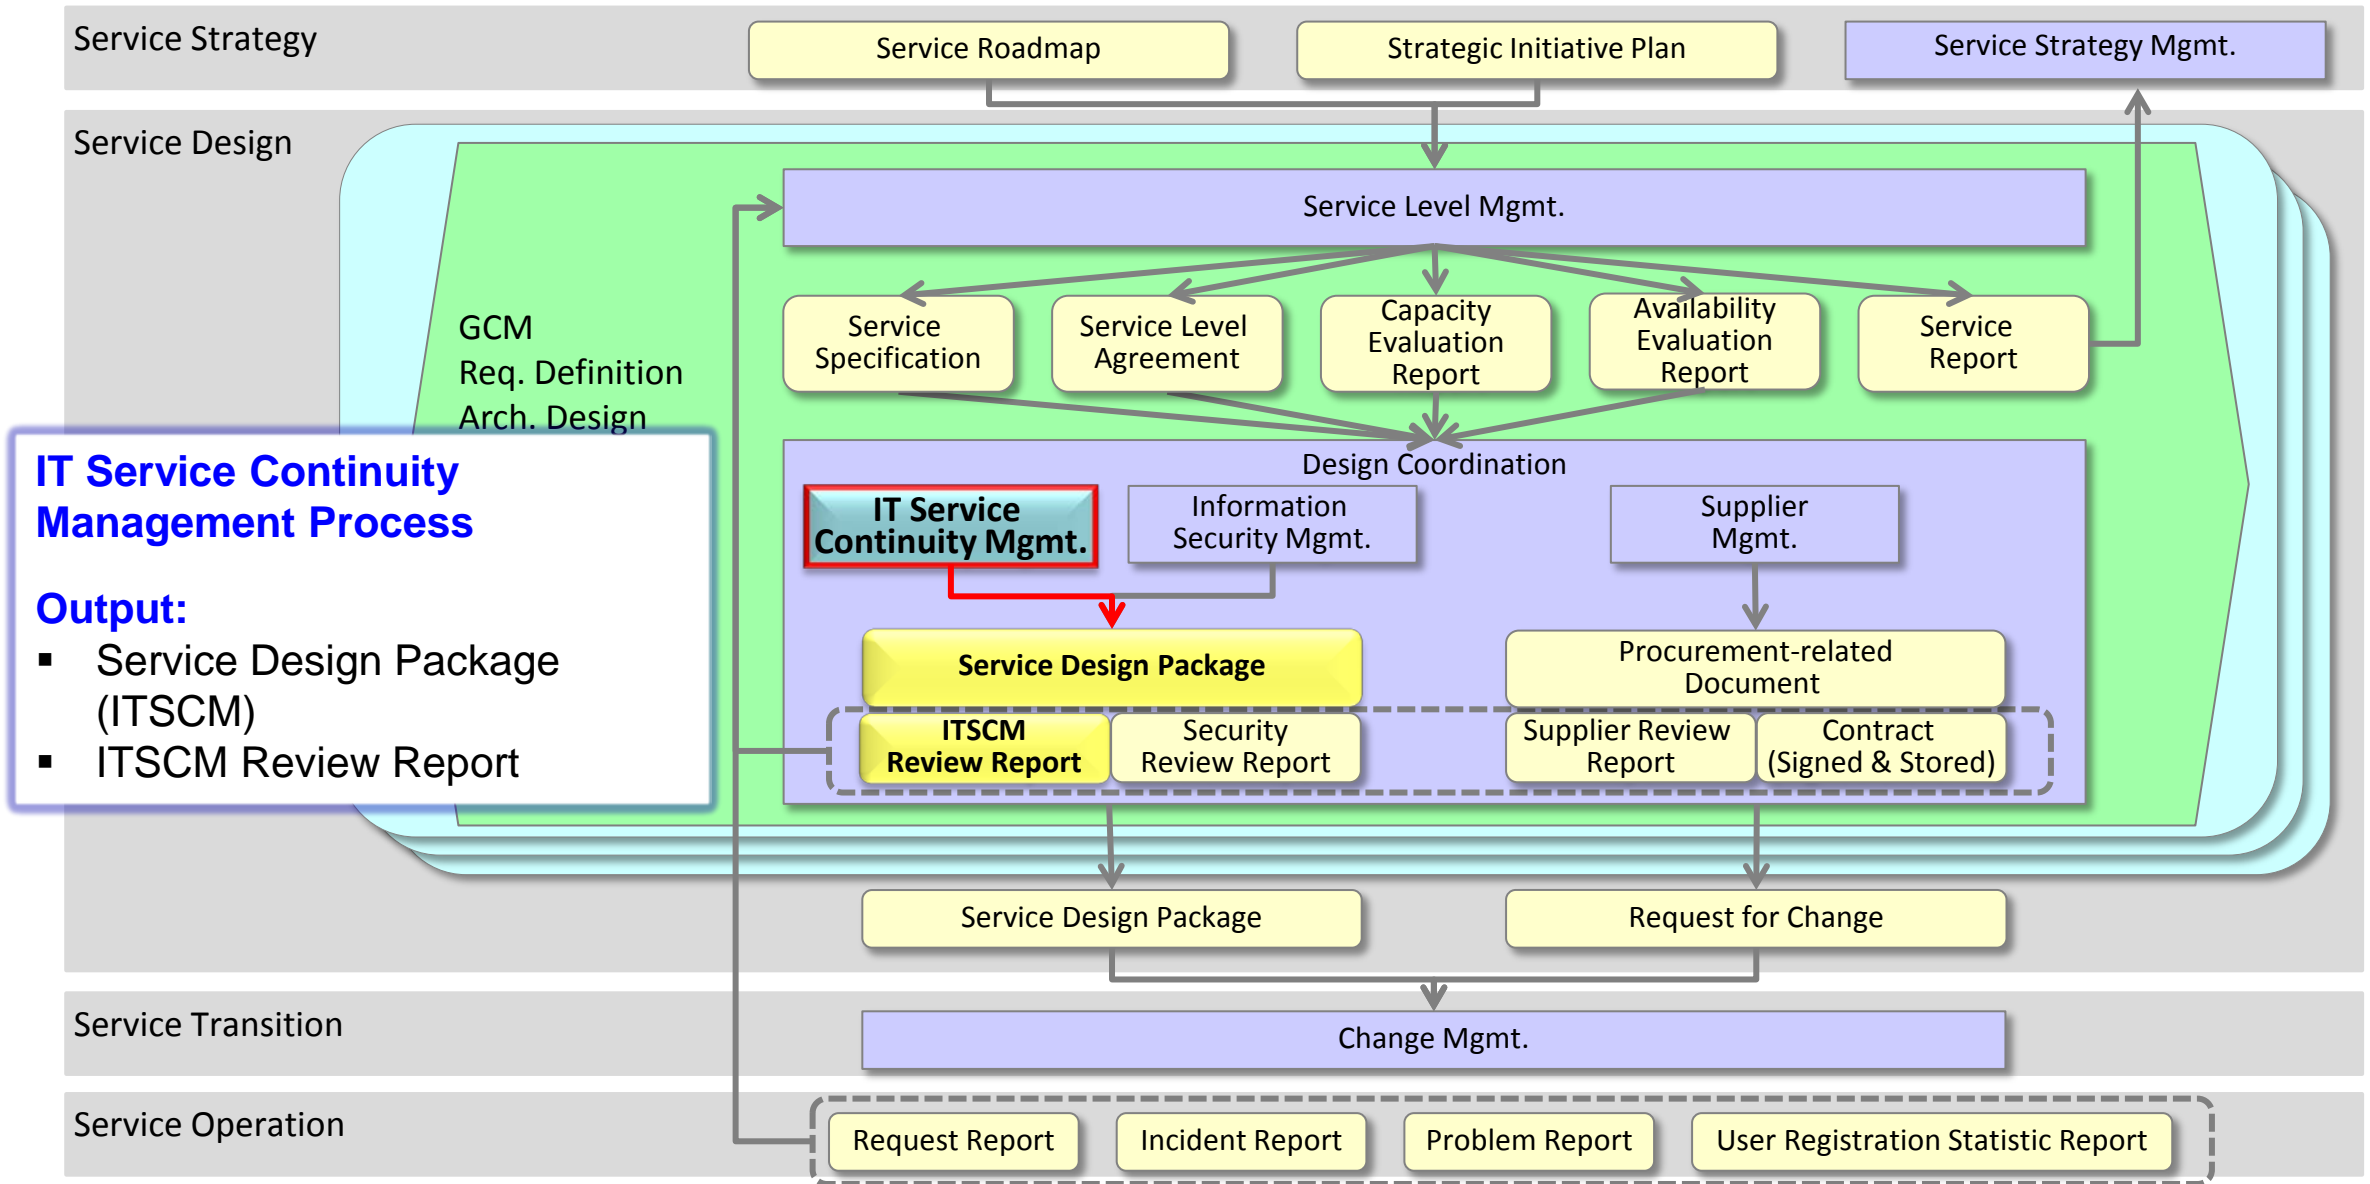 Service Strategy
Service Roadmap
Strategic Initiative Plan
Service Strategy Mgmt.
Service Design
Service Level Mgmt.
GCM
Req. Definition
Arch. Design
Service
Specification
Service Level
Agreement
Capacity
Evaluation
Report
Availability
Evaluation
Report
Service
Report
IT Service Continuity
Management Process
Output:
▪ Service Design Package
(ITSCM)
▪ ITSCM Review Report
Design Coordination
IT Service
Continuity Mgmt.
Information
Security Mgmt.
Supplier
Mgmt.
Service Design Package
Procurement-related
Document
ITSCM
Review Report
Security
Review Report
Supplier Review
Report
Contract
(Signed & Stored)
Service Design Package
Request for Change
Service Transition
Change Mgmt.
Service Operation
Request Report
Incident Report
Problem Report
User Registration Statistic Report